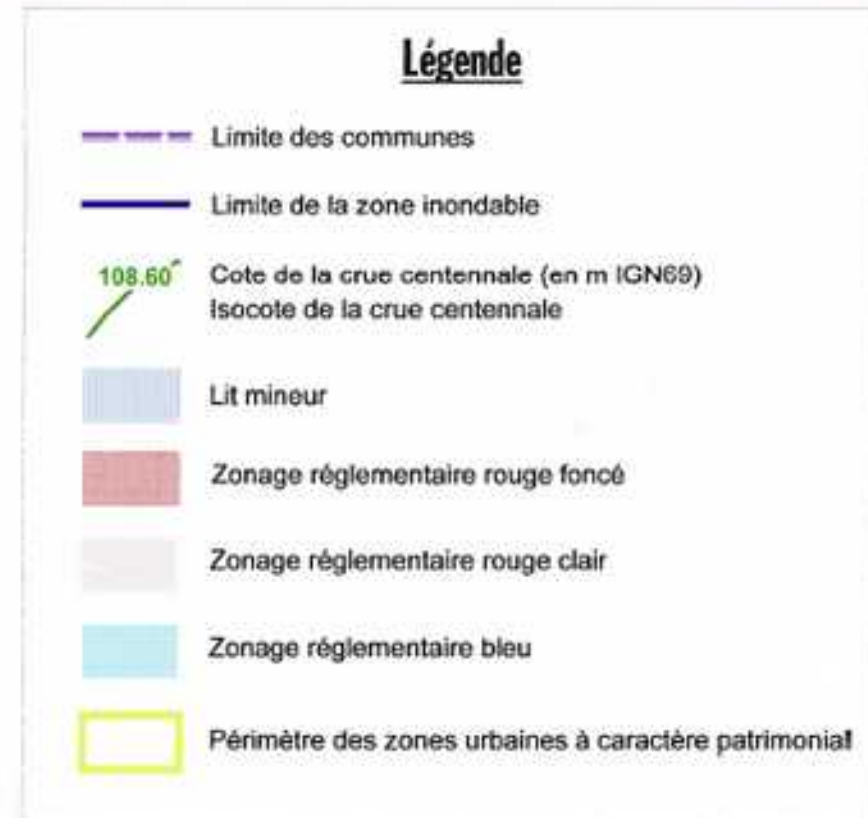 Légende
Limite des communes
Limite de la zone inondable
108.60
Cote de la crue centennale (en m IGN69)
Isocote de la crue centennale
Lit mineur
Zonage réglementaire rouge foncé
Zonage réglementaire rouge clair
Zonage réglementaire bleu
Périmètre des zones urbaines à caractère patrimonial